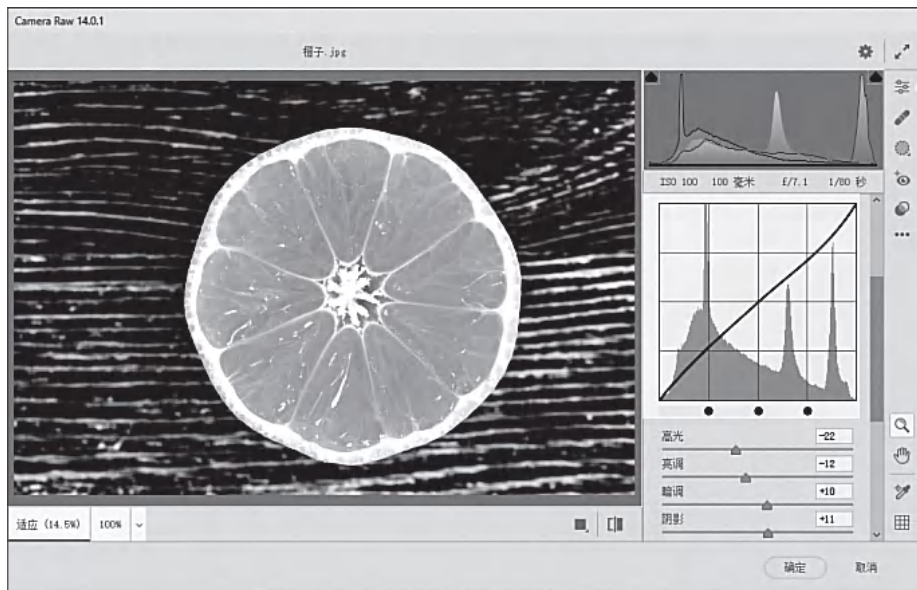 Camera Raw 14.0.1
橙子.jpg
ISO 100 100 毫米 f/7.1 1/80 秒
高光 -22
亮调 -12
暗调 +10
阴影 +11
适应 (14.5%) 100%
确定 取消